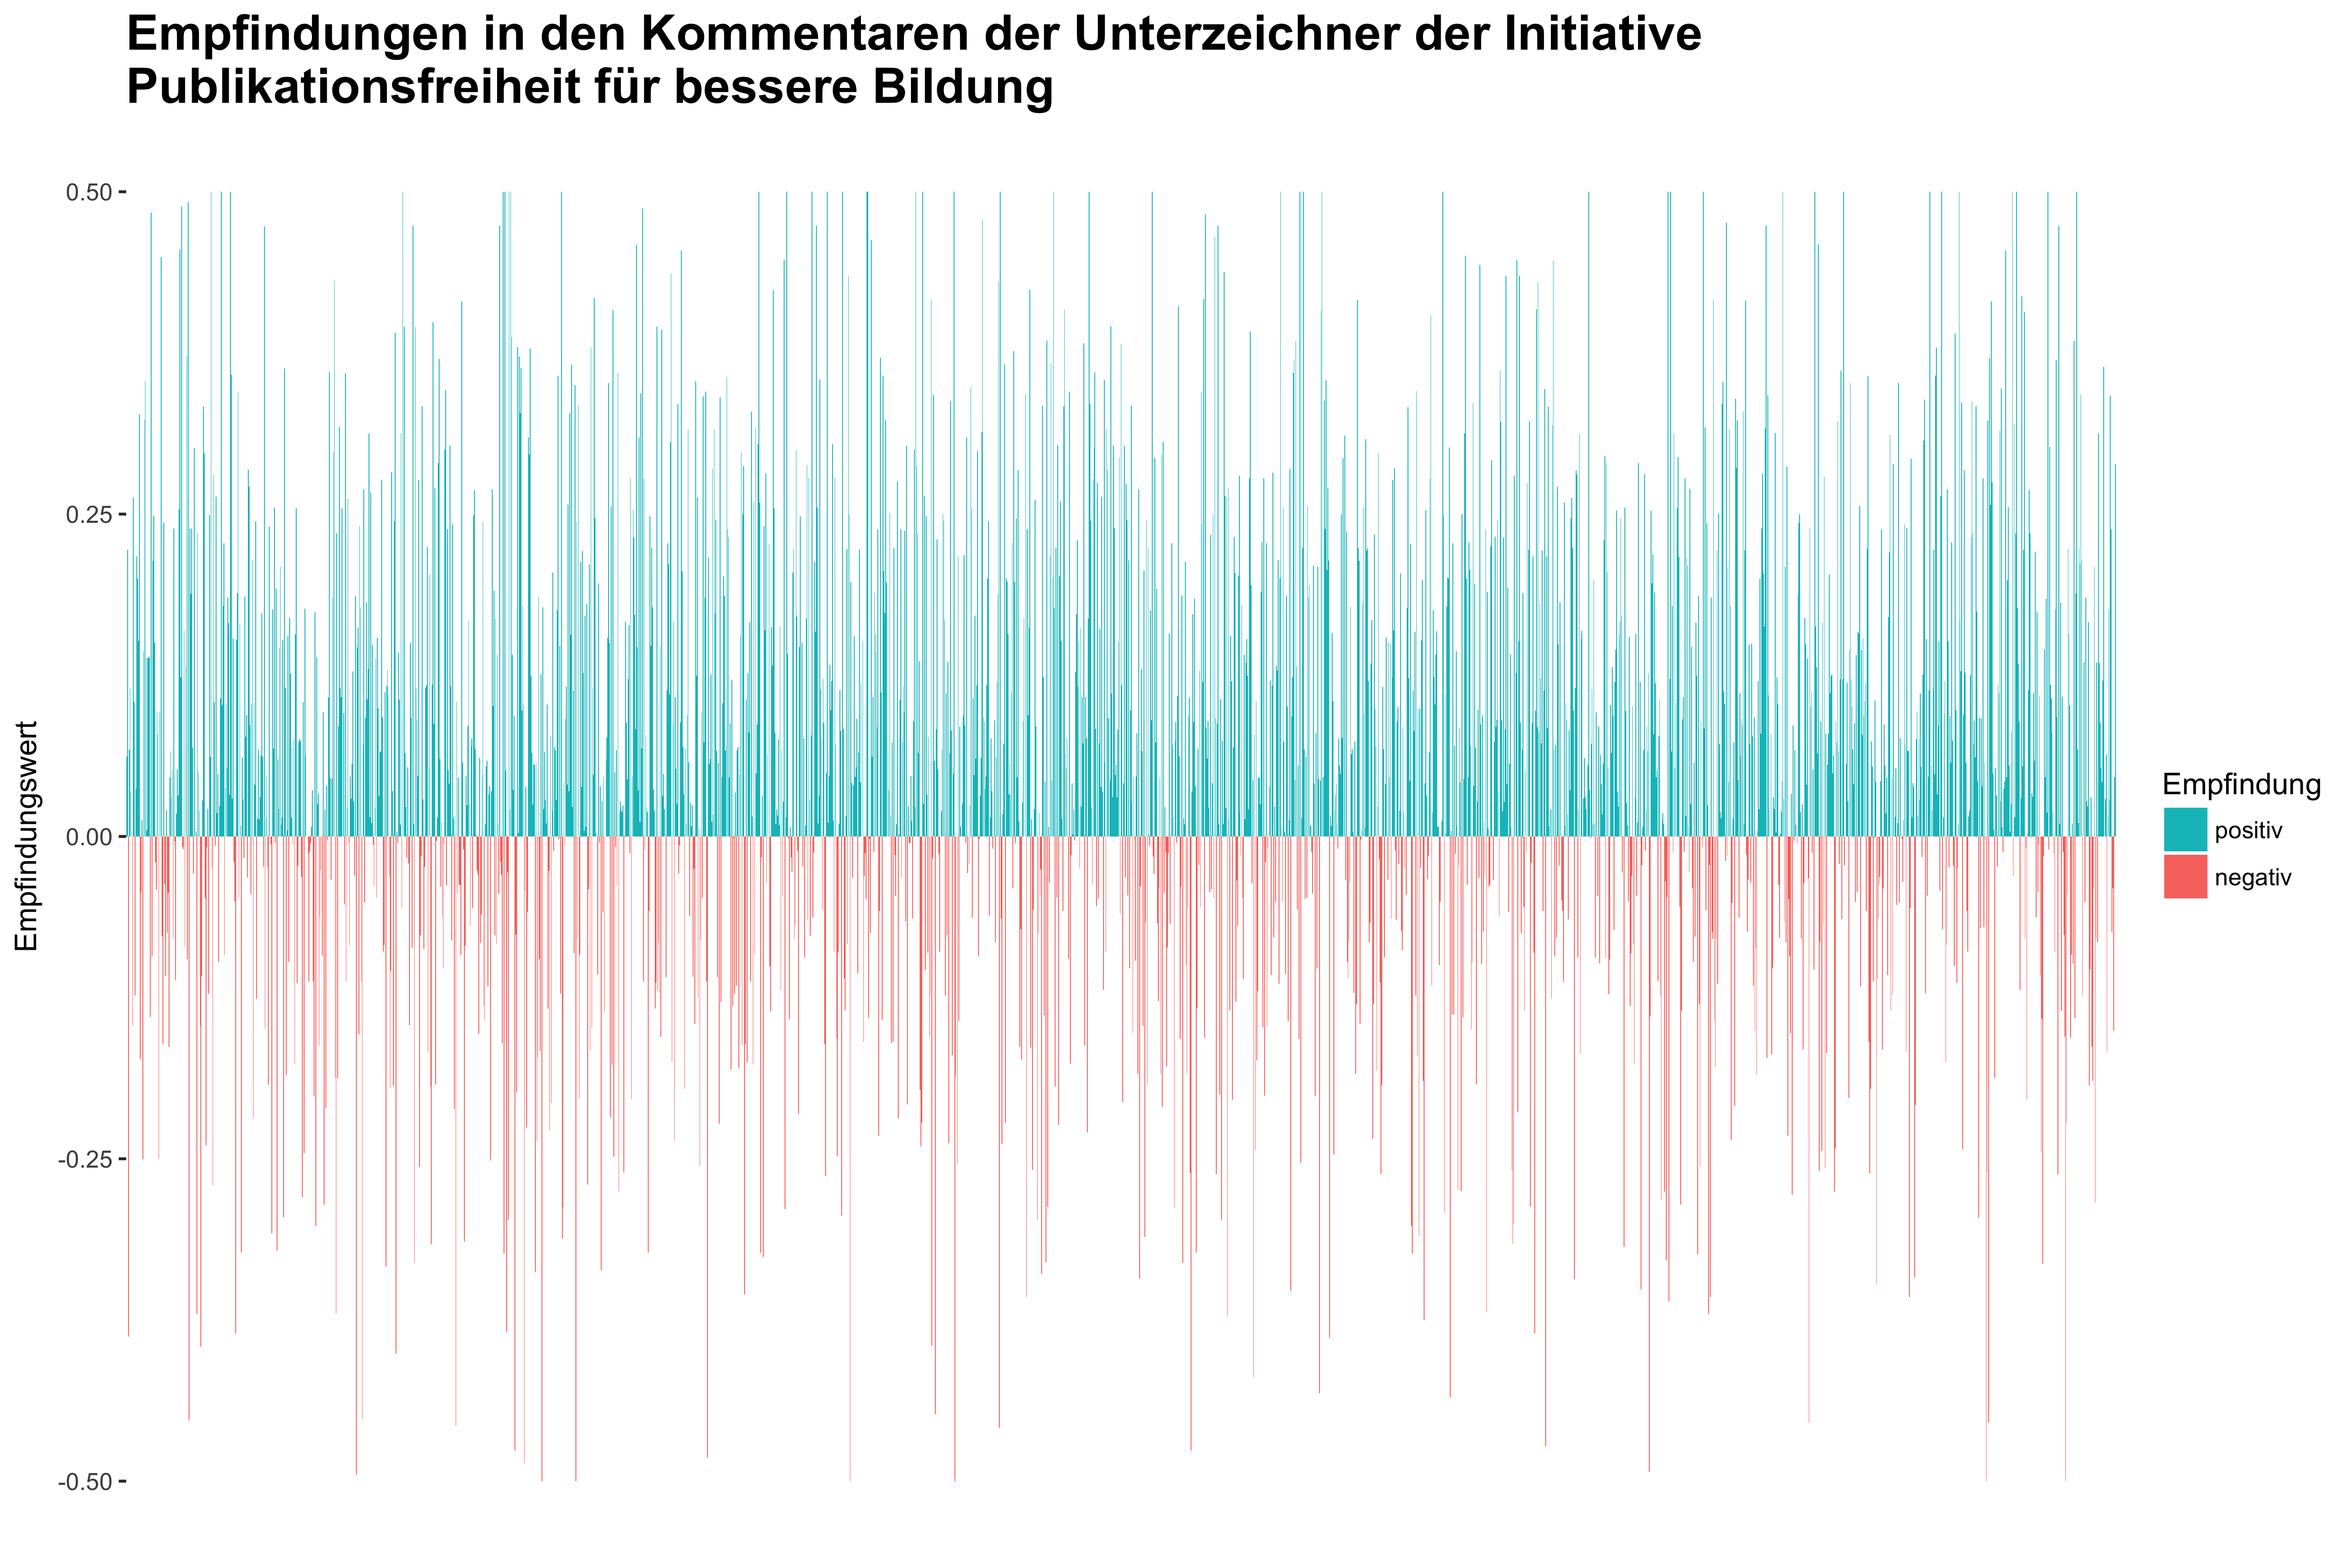 Empfindungen in den Kommentaren der Unterzeichner der Initiative
Publikationsfreiheit für bessere Bildung
0.50
0.25
0.00
-0.25
-0.50
Empfindungswert
Empfindung
positiv
negativ